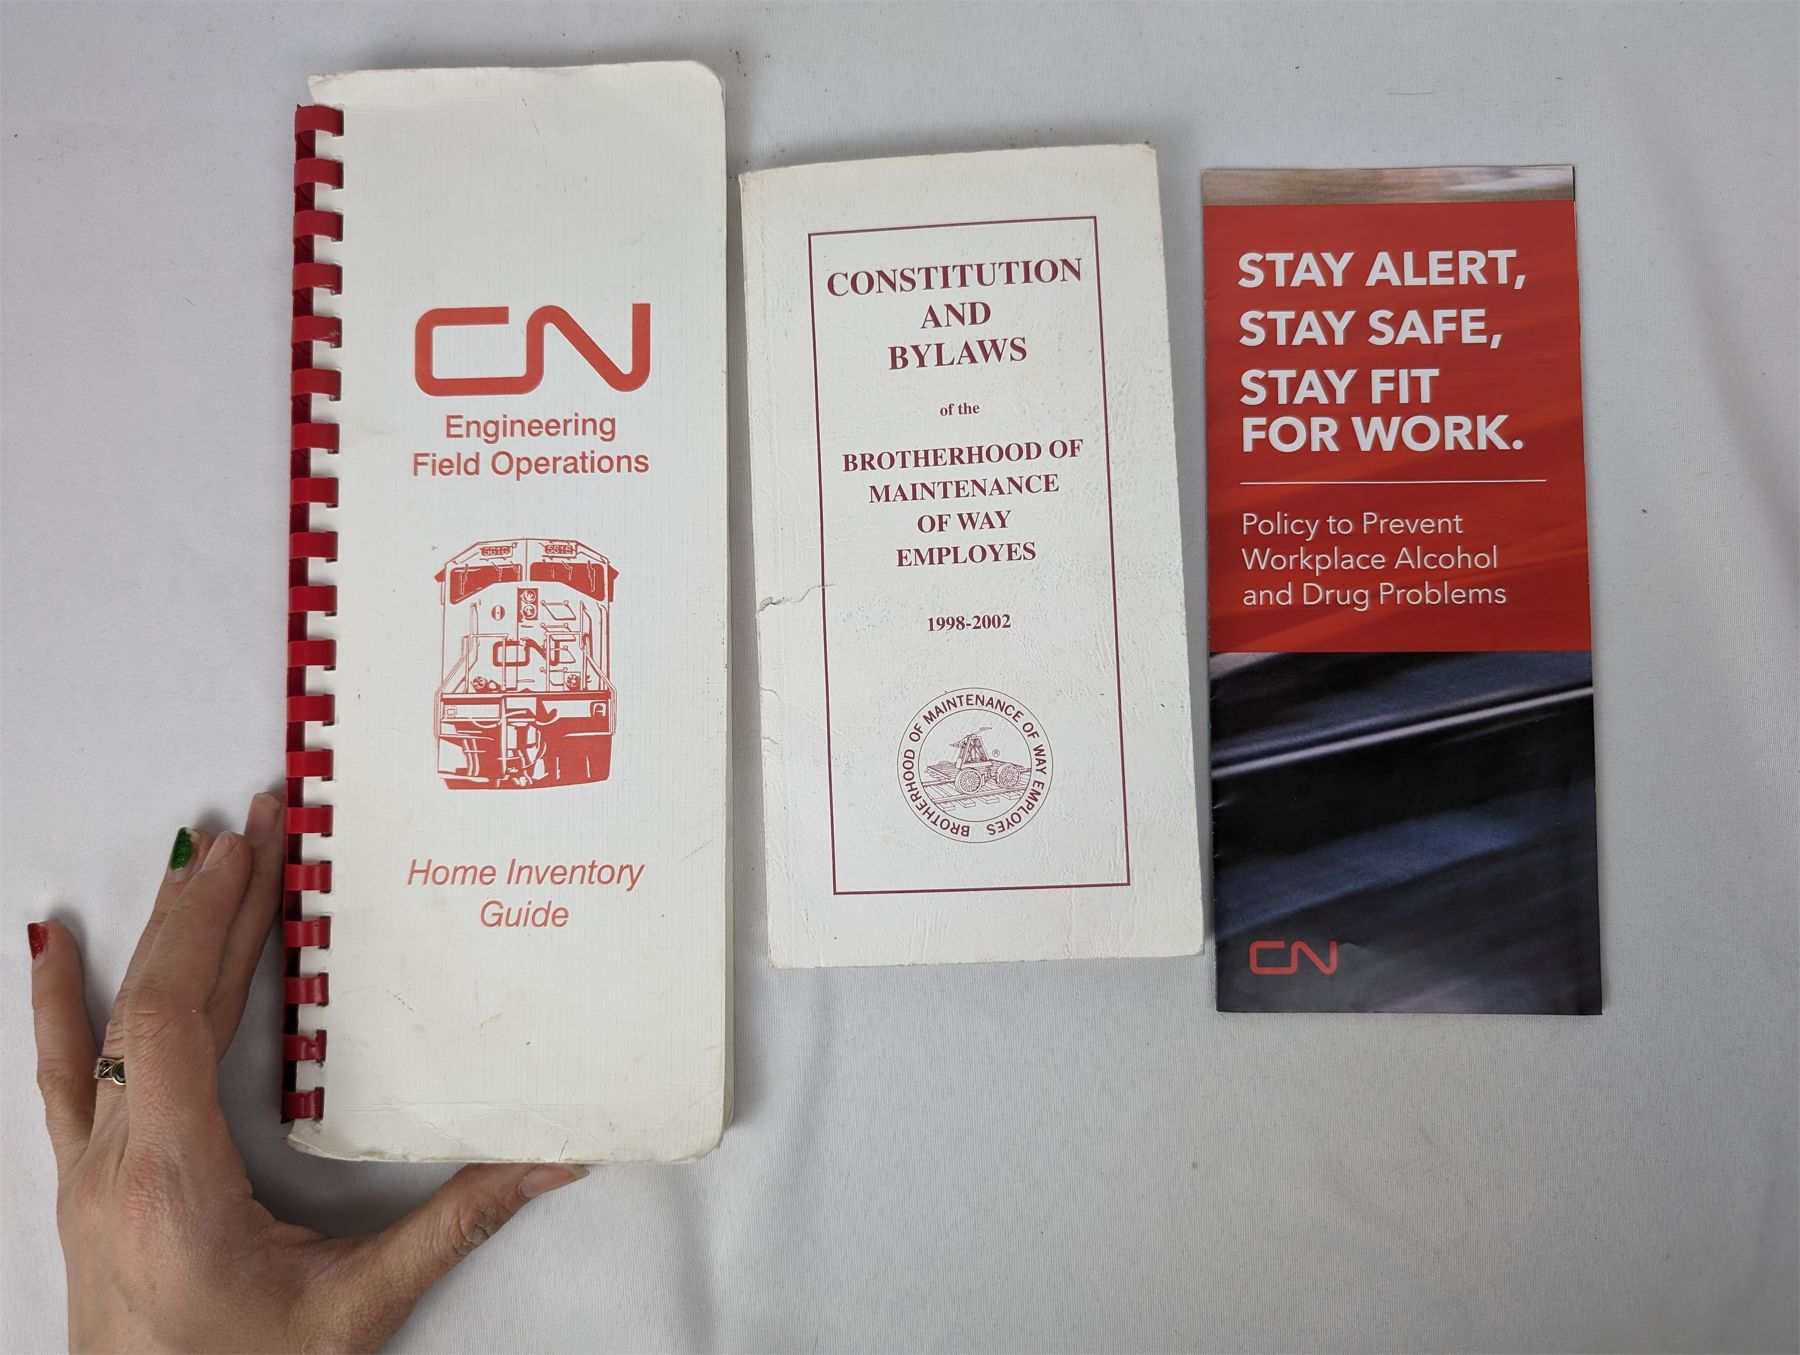 CN
Engineering
Field Operations
5616 5616
CN
Home Inventory
Guide
CONSTITUTION
AND
BYLAWS
of the
BROTHERHOOD OF
MAINTENANCE
OF WAY
EMPLOYES
1998-2002
BROTHERHOOD OF MAINTENANCE OF WAY EMPLOYES
®
STAY ALERT,
STAY SAFE,
STAY FIT
FOR WORK.
Policy to Prevent
Workplace Alcohol
and Drug Problems
CN